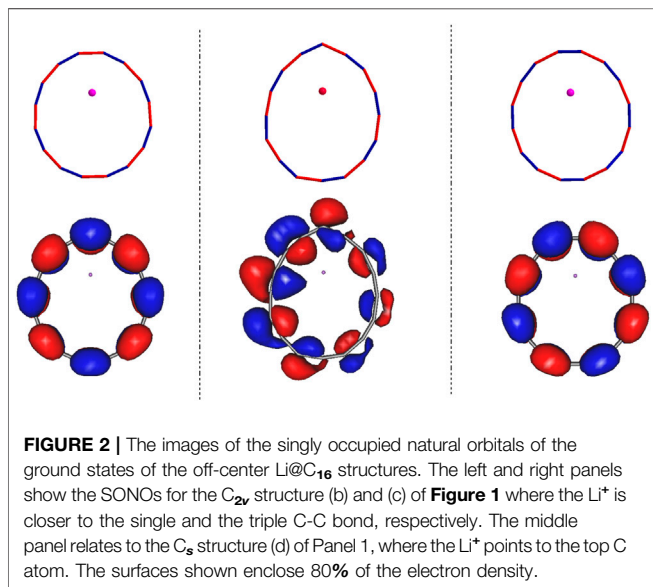 FIGURE 2 | The images of the singly occupied natural orbitals of the
ground states of the off-center Li@C16 structures. The left and right panels
show the SONOs for the C2v structure (b) and (c) of Figure 1 where the Li+ is
closer to the single and the triple C-C bond, respectively. The middle
panel relates to the Cs structure (d) of Panel 1, where the Li+ points to the top C
atom. The surfaces shown enclose 80% of the electron density.